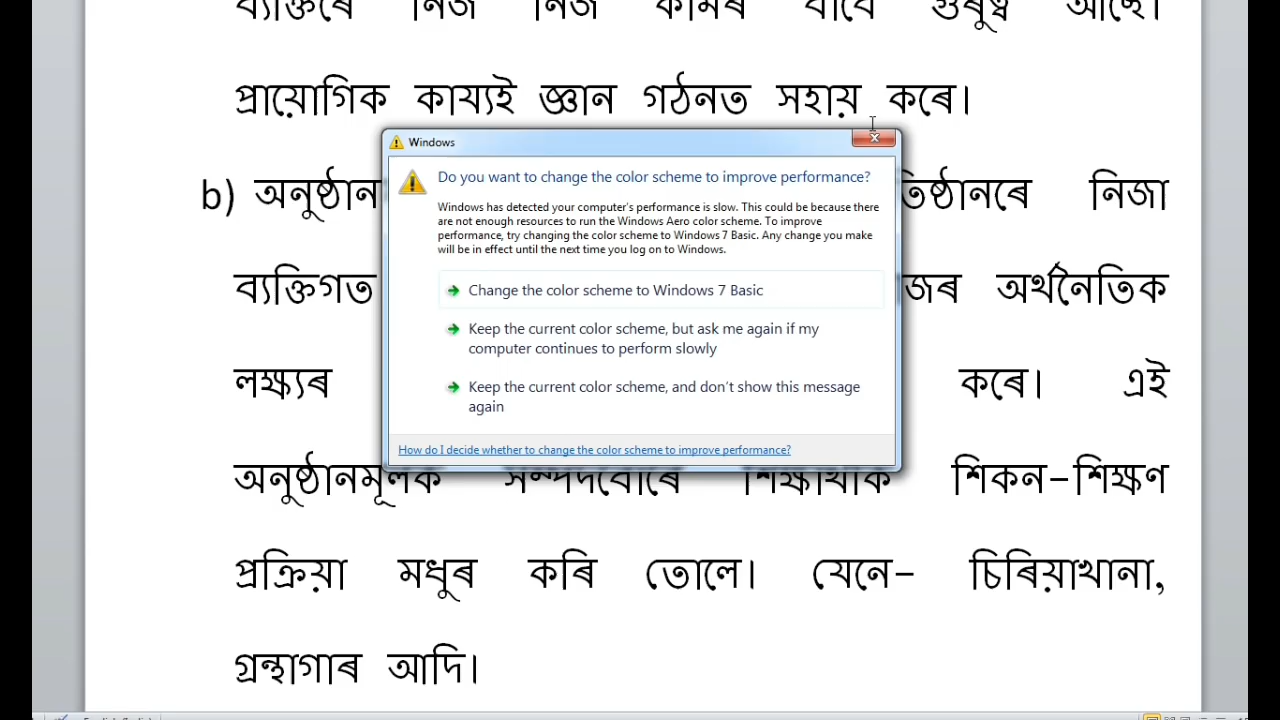 ব্যক্তিৰে নিজ নিজ কামৰ বাবে গুৰুত্ব আছে।
প্ৰায়োগিক কায্যই জ্ঞান গঠনত সহায় কৰে।
b) অনুষ্ঠান নিজা
ব্যক্তিগত অৰ্থনৈতিক
লক্ষ্যৰ কৰে। এই
অনুষ্ঠানমূলক সম্পদবোৰে শিক্ষাৰ্থীক শিকন-শিক্ষণ
প্ৰক্ৰিয়া মধুৰ কৰি তোলে। যেনে- চিৰিয়াখানা,
গ্ৰন্থাগাৰ আদি।
Windows
Do you want to change the color scheme to improve performance?
Windows has detected your computer's performance is slow. This could be because there
are not enough resources to run the Windows Aero color scheme. To improve
performance, try changing the color scheme to Windows 7 Basic. Any change you make
will be in effect until the next time you log on to Windows.
Change the color scheme to Windows 7 Basic
Keep the current color scheme, but ask me again if my
computer continues to perform slowly
Keep the current color scheme, and don't show this message
again
How do I decide whether to change the color scheme to improve performance?